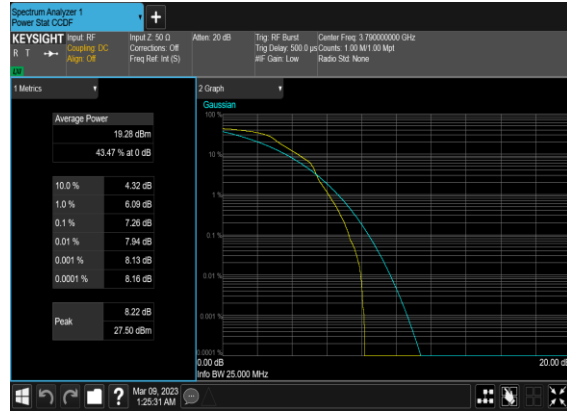 Spectrum Analyzer 1
Power Stat CCDF
+
KEYSIGHT
R T
Input: RF
Coupling: DC
Align: Off
Input Z: 50 Ω
Corrections: Off
Freq Ref: Int (S)
Atten: 20 dB
Trig: RF Burst
Trig Delay: 500.0 µs
#IF Gain: Low
Center Freq: 3.790000000 GHz
Counts: 1.00 M/1.00 Mpt
Radio Std: None
1 Metrics
Average Power
19.28 dBm
43.47 % at 0 dB
10.0 % 4.32 dB
1.0 % 6.09 dB
0.1 % 7.26 dB
0.01 % 7.94 dB
0.001 % 8.13 dB
0.0001 % 8.16 dB
Peak
8.22 dB
27.50 dBm
2 Graph
Gaussian
100 %
10 %
1 %
0.1 %
0.01 %
0.001 %
0.0001 %
0.00 dB
20.00 dB
Info BW 25.000 MHz
?
Mar 09, 2023
1:25:31 AM